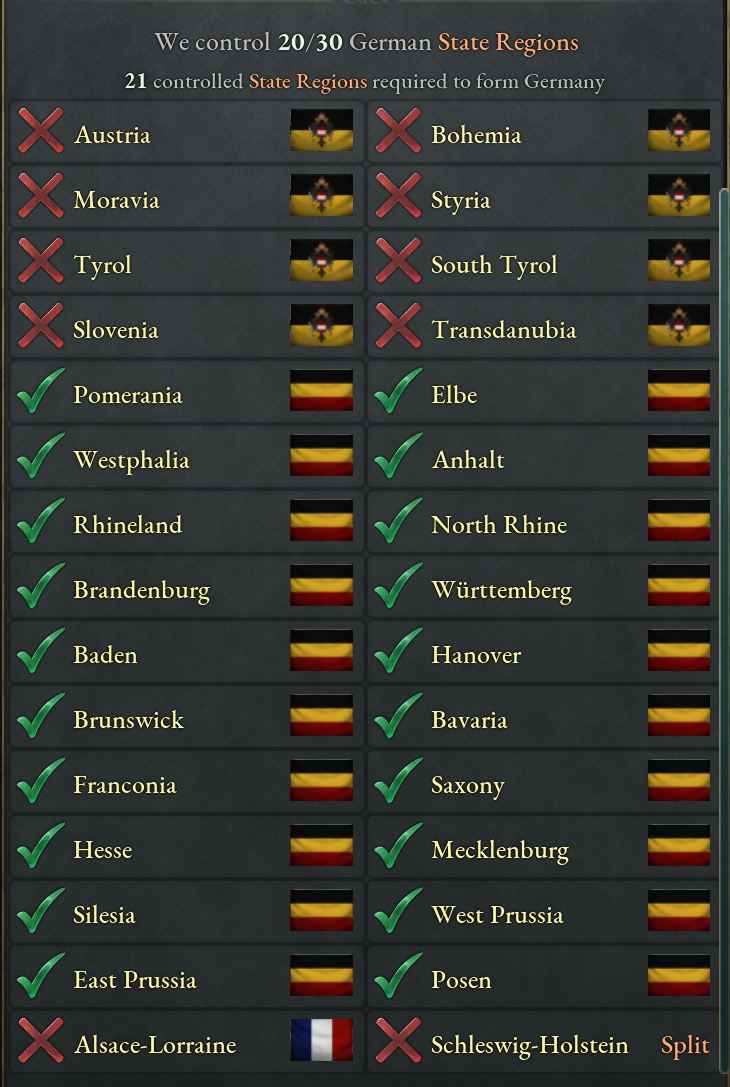 We control 20/30 German State Regions
21 controlled State Regions required to form Germany
Austria Bohemia
Moravia Styria
Tyrol South Tyrol
Slovenia Transdanubia
Pomerania Elbe
Westphalia Anhalt
Rhineland North Rhine
Brandenburg Württemberg
Baden Hanover
Brunswick Bavaria
Franconia Saxony
Hesse Mecklenburg
Silesia West Prussia
East Prussia Posen
Alsace-Lorraine Schleswig-Holstein Split